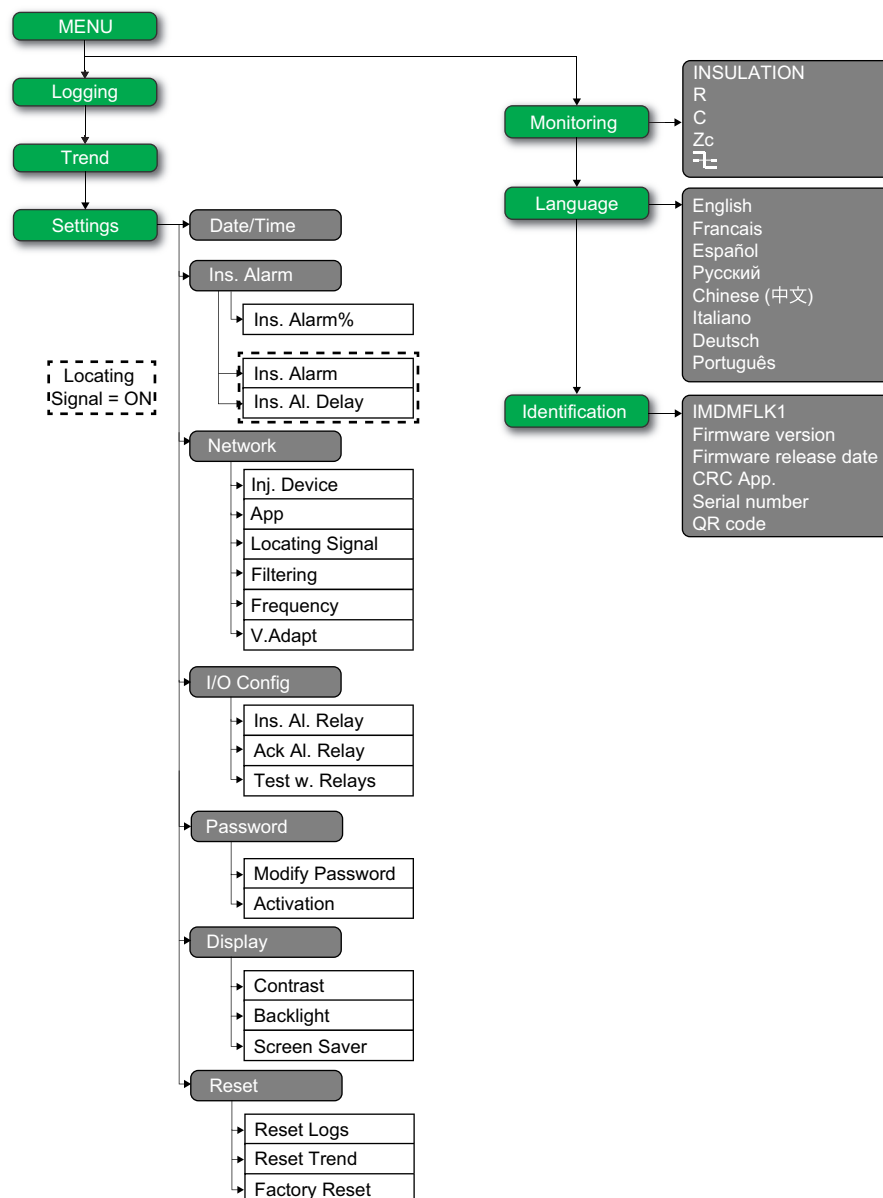 MENU
Logging
Trend
Settings
Date/Time
Ins. Alarm
Ins. Alarm%
Locating
Signal = ON
Ins. Alarm
Ins. Al. Delay
Network
Inj. Device
App
Locating Signal
Filtering
Frequency
V.Adapt
I/O Config
Ins. Al. Relay
Ack Al. Relay
Test w. Relays
Password
Modify Password
Activation
Display
Contrast
Backlight
Screen Saver
Reset
Reset Logs
Reset Trend
Factory Reset
Monitoring
INSULATION
R
C
Zc
Language
English
Francais
Español
Русский
Chinese (中文)
Italiano
Deutsch
Português
Identification
IMDMFLK1
Firmware version
Firmware release date
CRC App.
Serial number
QR code